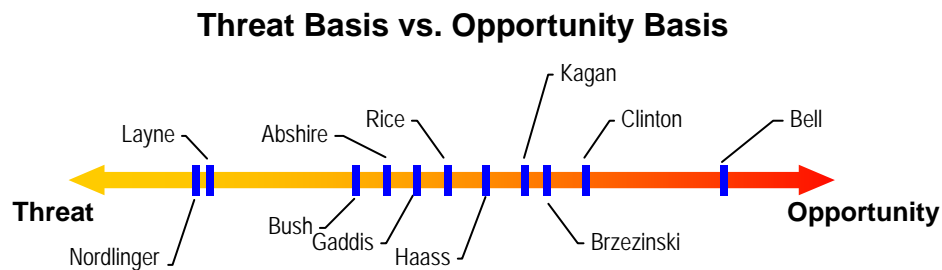 Threat Basis vs. Opportunity Basis
Kagan
Layne
Abshire
Rice
Clinton
Bell
Threat
Opportunity
Bush
Gaddis
Nordlinger
Haass
Brzezinski